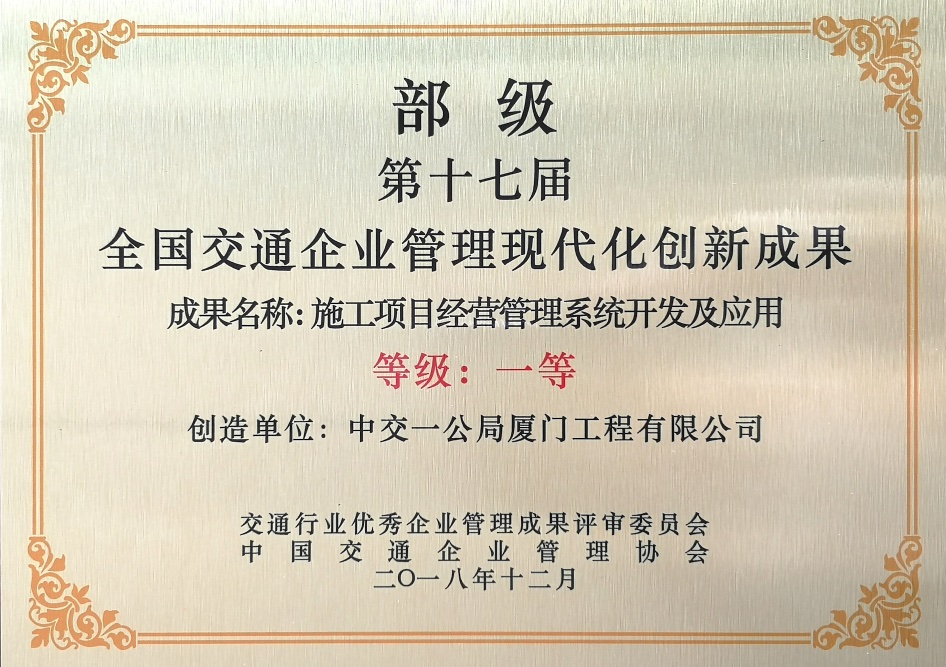 部 级
第十七届
全国交通企业管理现代化创新成果
成果名称:施工项目经营管理系统开发及应用
等级：一等
创造单位：中交一公局厦门工程有限公司
交通行业优秀企业管理成果评审委员会
中国交通企业管理协会
二〇一八年十二月